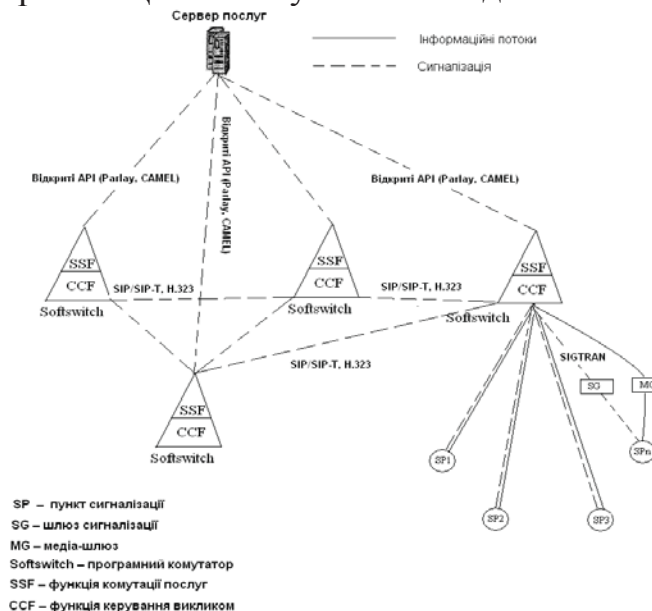 Сервер послуг
Інформаційні потоки
Сигналізація
Відкриті АРІ (Parlay, CAMEL)
Відкриті АРІ (Parlay, CAMEL)
Відкриті АРІ (Parlay, CAMEL)
SSF
CCF
Softswitch
SIP/SIP-T, H.323
SSF
CCF
Softswitch
SIP/SIP-T, H.323
SSF
CCF
Softswitch
SIP/SIP-T, H.323
SSF
CCF
Softswitch
SIGTRAN
SG
MG
SP1
SP2
SP3
SPn
SP – пункт сигналізації
SG – шлюз сигналізації
MG – медіа-шлюз
Softswitch – програмний комутатор
SSF – функція комутації послуг
CCF – функція керування викликом